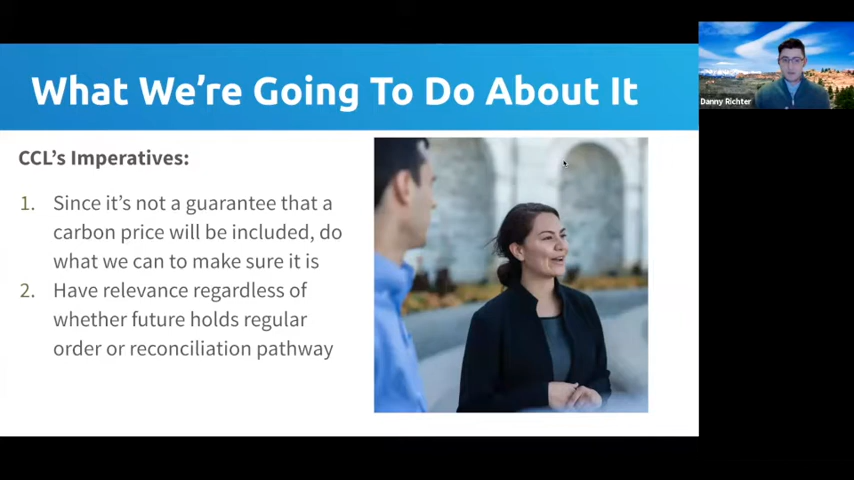 What We're Going To Do About It
Danny Richter
CCL's Imperatives:
1. Since it's not a guarantee that a
carbon price will be included, do
what we can to make sure it is
2. Have relevance regardless of
whether future holds regular
order or reconciliation pathway